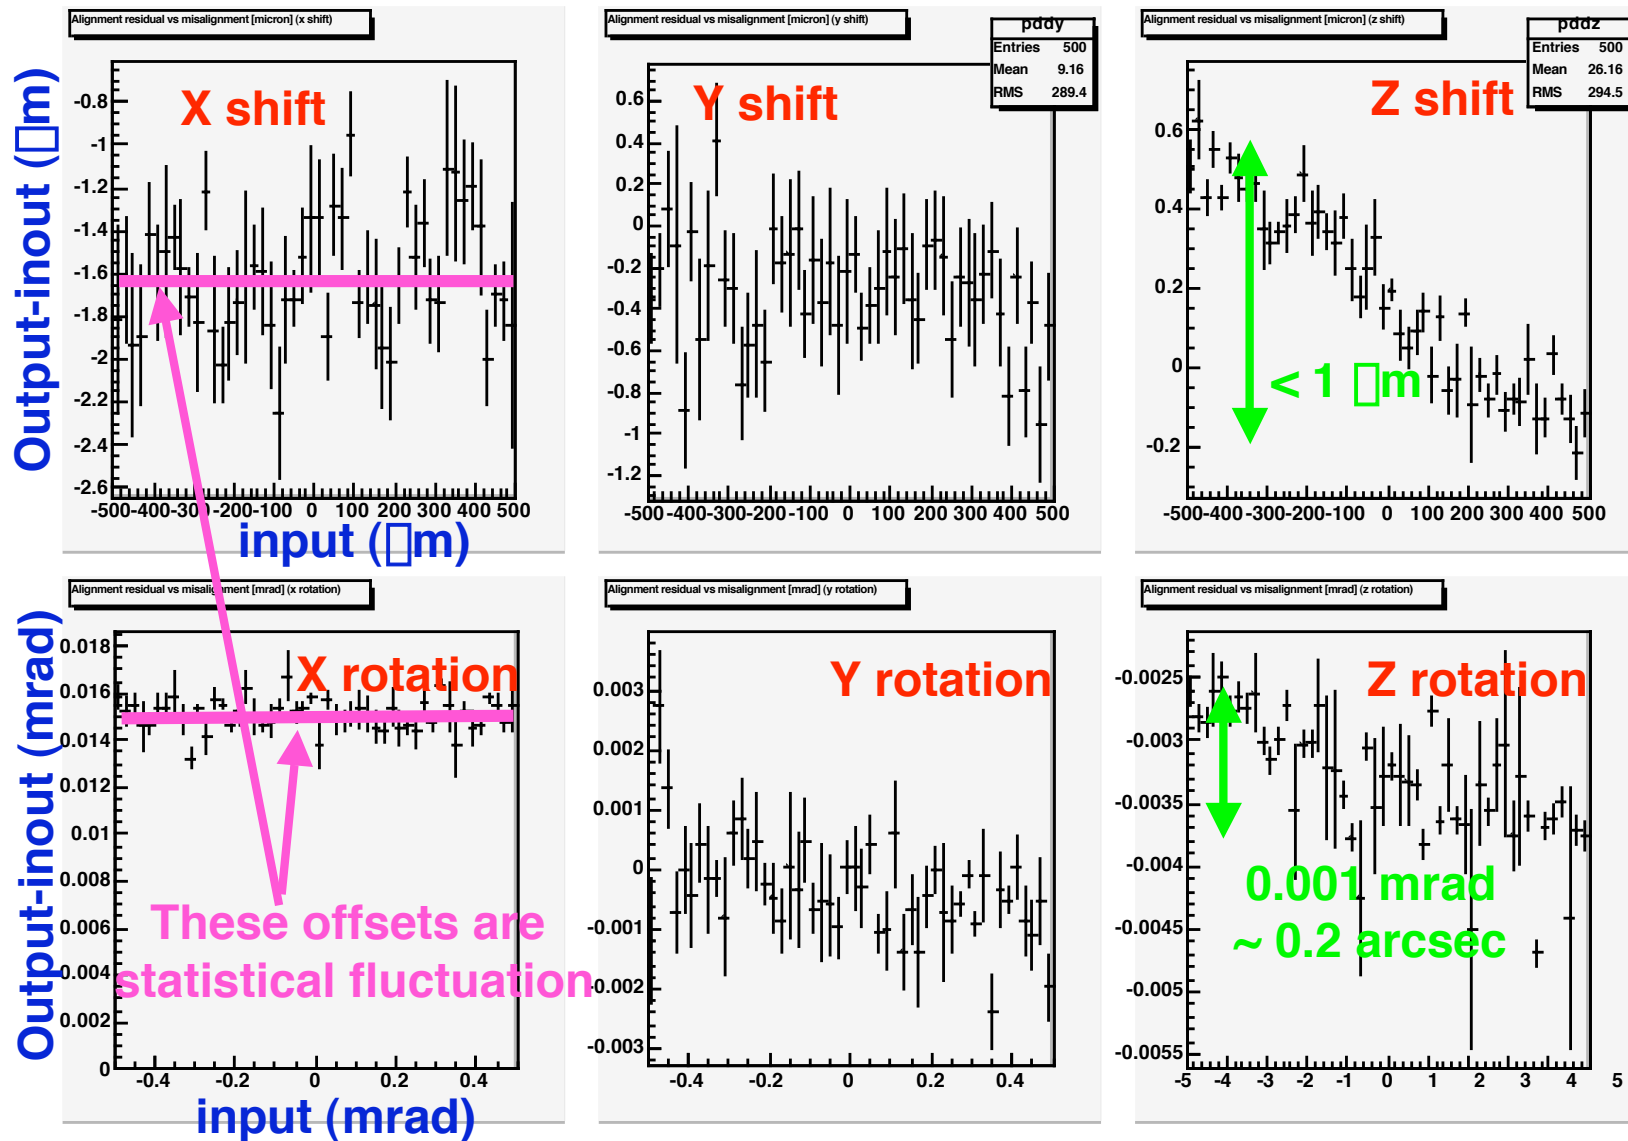 Alignment residual vs misalignment [micron] (x shift)
X shift
-0.8
-1
-1.2
-1.4
-1.6
-1.8
-2
-2.2
-2.4
-2.6
-500-400-300-200-100 0 100 200 300 400 500
Output-inout (□m)
input (□m)
Alignment residual vs misalignment [micron] (y shift)
pddy
Entries 500
Mean 9.16
RMS 289.4
Y shift
0.6
0.4
0.2
0
-0.2
-0.4
-0.6
-0.8
-1
-1.2
-500-400-300-200-100 0 100 200 300 400 500
Alignment residual vs misalignment [micron] (z shift)
pddz
Entries 500
Mean 26.16
RMS 294.5
Z shift
0.6
0.4
0.2
0
-0.2
< 1 □m
-500-400-300-200-100 0 100 200 300 400 500
Alignment residual vs misalignment [mrad] (x rotation)
X rotation
0.018
0.016
0.014
0.012
0.01
0.008
0.006
0.004
0.002
0
-0.4 -0.2 0 0.2 0.4
Output-inout (mrad)
input (mrad)
These offsets are
statistical fluctuation
Alignment residual vs misalignment [mrad] (y rotation)
Y rotation
0.003
0.002
0.001
0
-0.001
-0.002
-0.003
-0.4 -0.2 0 0.2 0.4
Alignment residual vs misalignment [mrad] (z rotation)
Z rotation
-0.0025
-0.003
-0.0035
-0.004
-0.0045
-0.005
-0.0055
0.001 mrad
~ 0.2 arcsec
-5 -4 -3 -2 -1 0 1 2 3 4 5